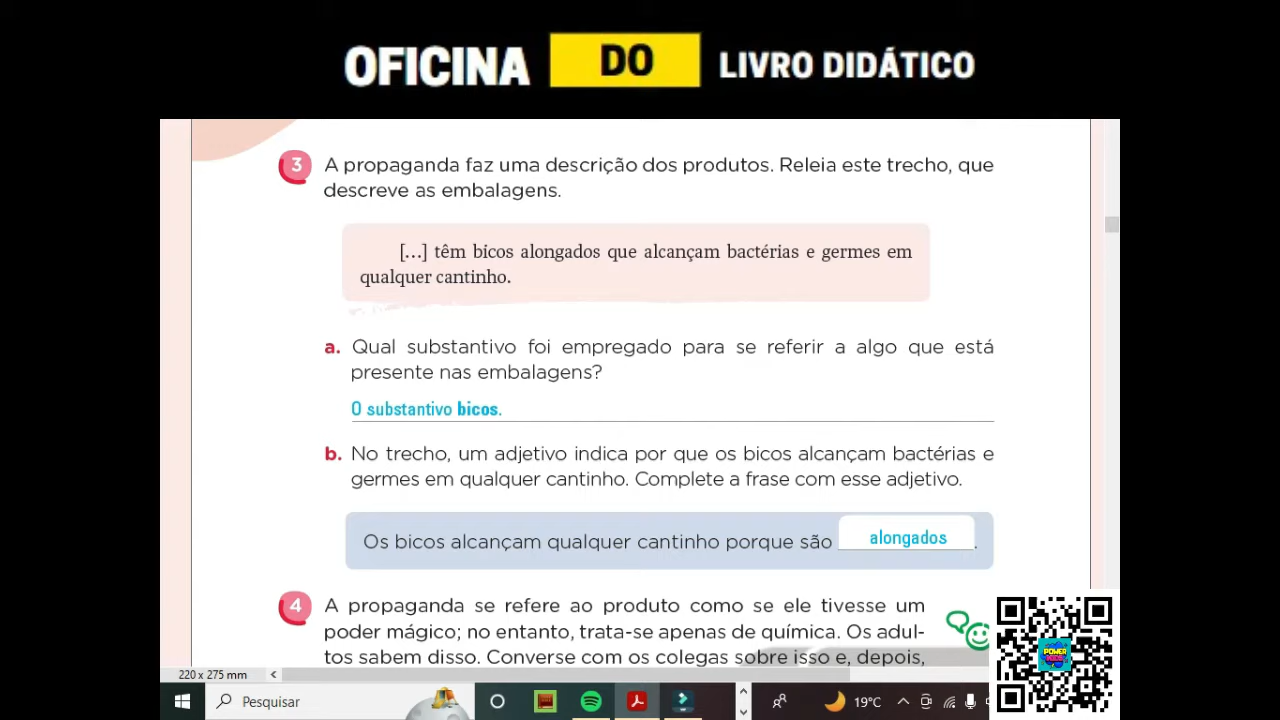 OFICINA DO LIVRO DIDÁTICO
3 A propaganda faz uma descrição dos produtos. Releia este trecho, que
descreve as embalagens.
[...] têm bicos alongados que alcançam bactérias e germes em
qualquer cantinho.
a. Qual substantivo foi empregado para se referir a algo que está
presente nas embalagens?
O substantivo bicos.
b. No trecho, um adjetivo indica por que os bicos alcançam bactérias e
germes em qualquer cantinho. Complete a frase com esse adjetivo.
Os bicos alcançam qualquer cantinho porque são alongados.
4 A propaganda se refere ao produto como se ele tivesse um
poder mágico; no entanto, trata-se apenas de química. Os adul-
tos sabem disso. Converse com os colegas sobre isso e, depois,
220 x 275 mm
Pesquisar
19°C
POWER